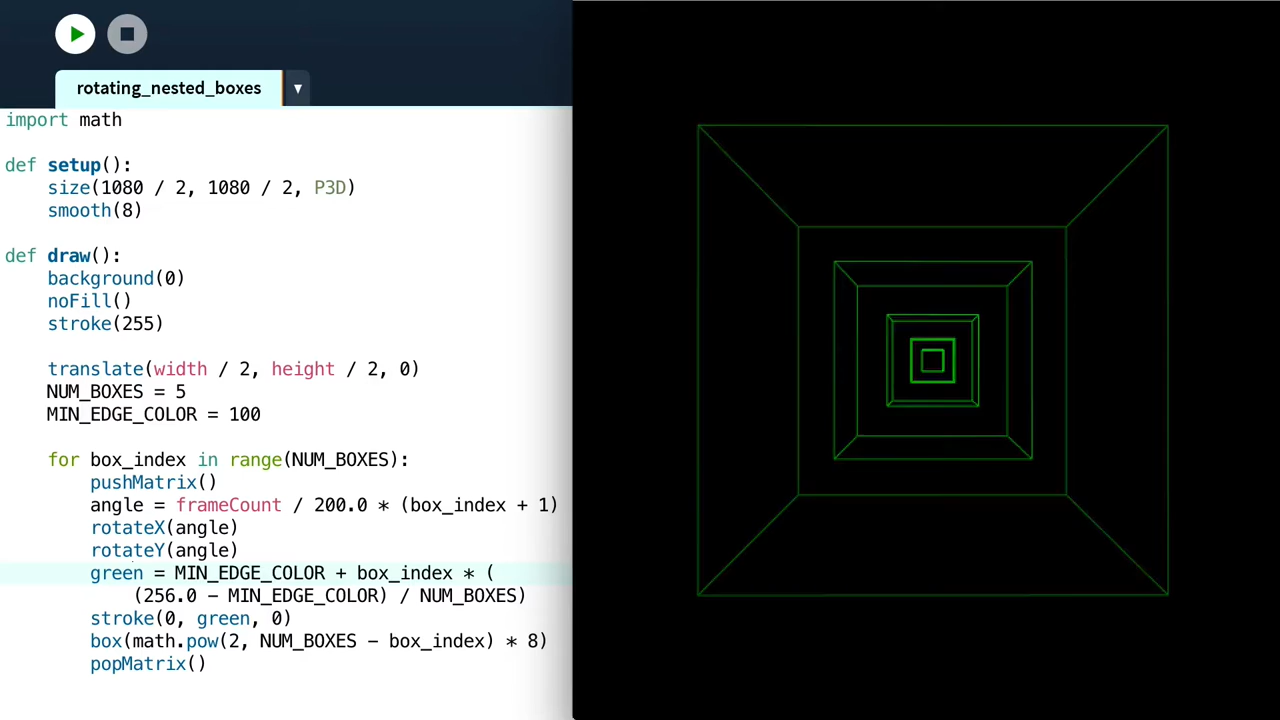 rotating_nested_boxes
import math
def setup():
size(1080 / 2, 1080 / 2, P3D)
smooth(8)
def draw():
background(0)
noFill()
stroke(255)
translate(width / 2, height / 2, 0)
NUM_BOXES = 5
MIN_EDGE_COLOR = 100
for box_index in range(NUM_BOXES):
pushMatrix()
angle = frameCount / 200.0 * (box_index + 1)
rotateX(angle)
rotateY(angle)
green = MIN_EDGE_COLOR + box_index * (
(256.0 - MIN_EDGE_COLOR) / NUM_BOXES)
stroke(0, green, 0)
box(math.pow(2, NUM_BOXES - box_index) * 8)
popMatrix()